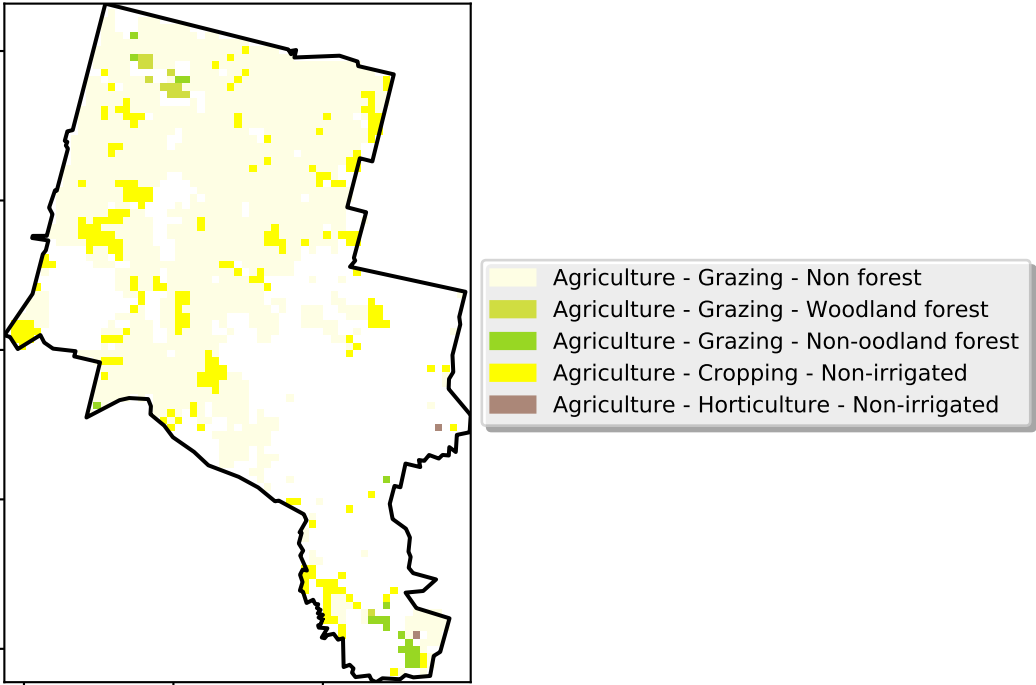 Agriculture - Grazing - Non forest
Agriculture - Grazing - Woodland forest
Agriculture - Grazing - Non-oodland forest
Agriculture - Cropping - Non-irrigated
Agriculture - Horticulture - Non-irrigated